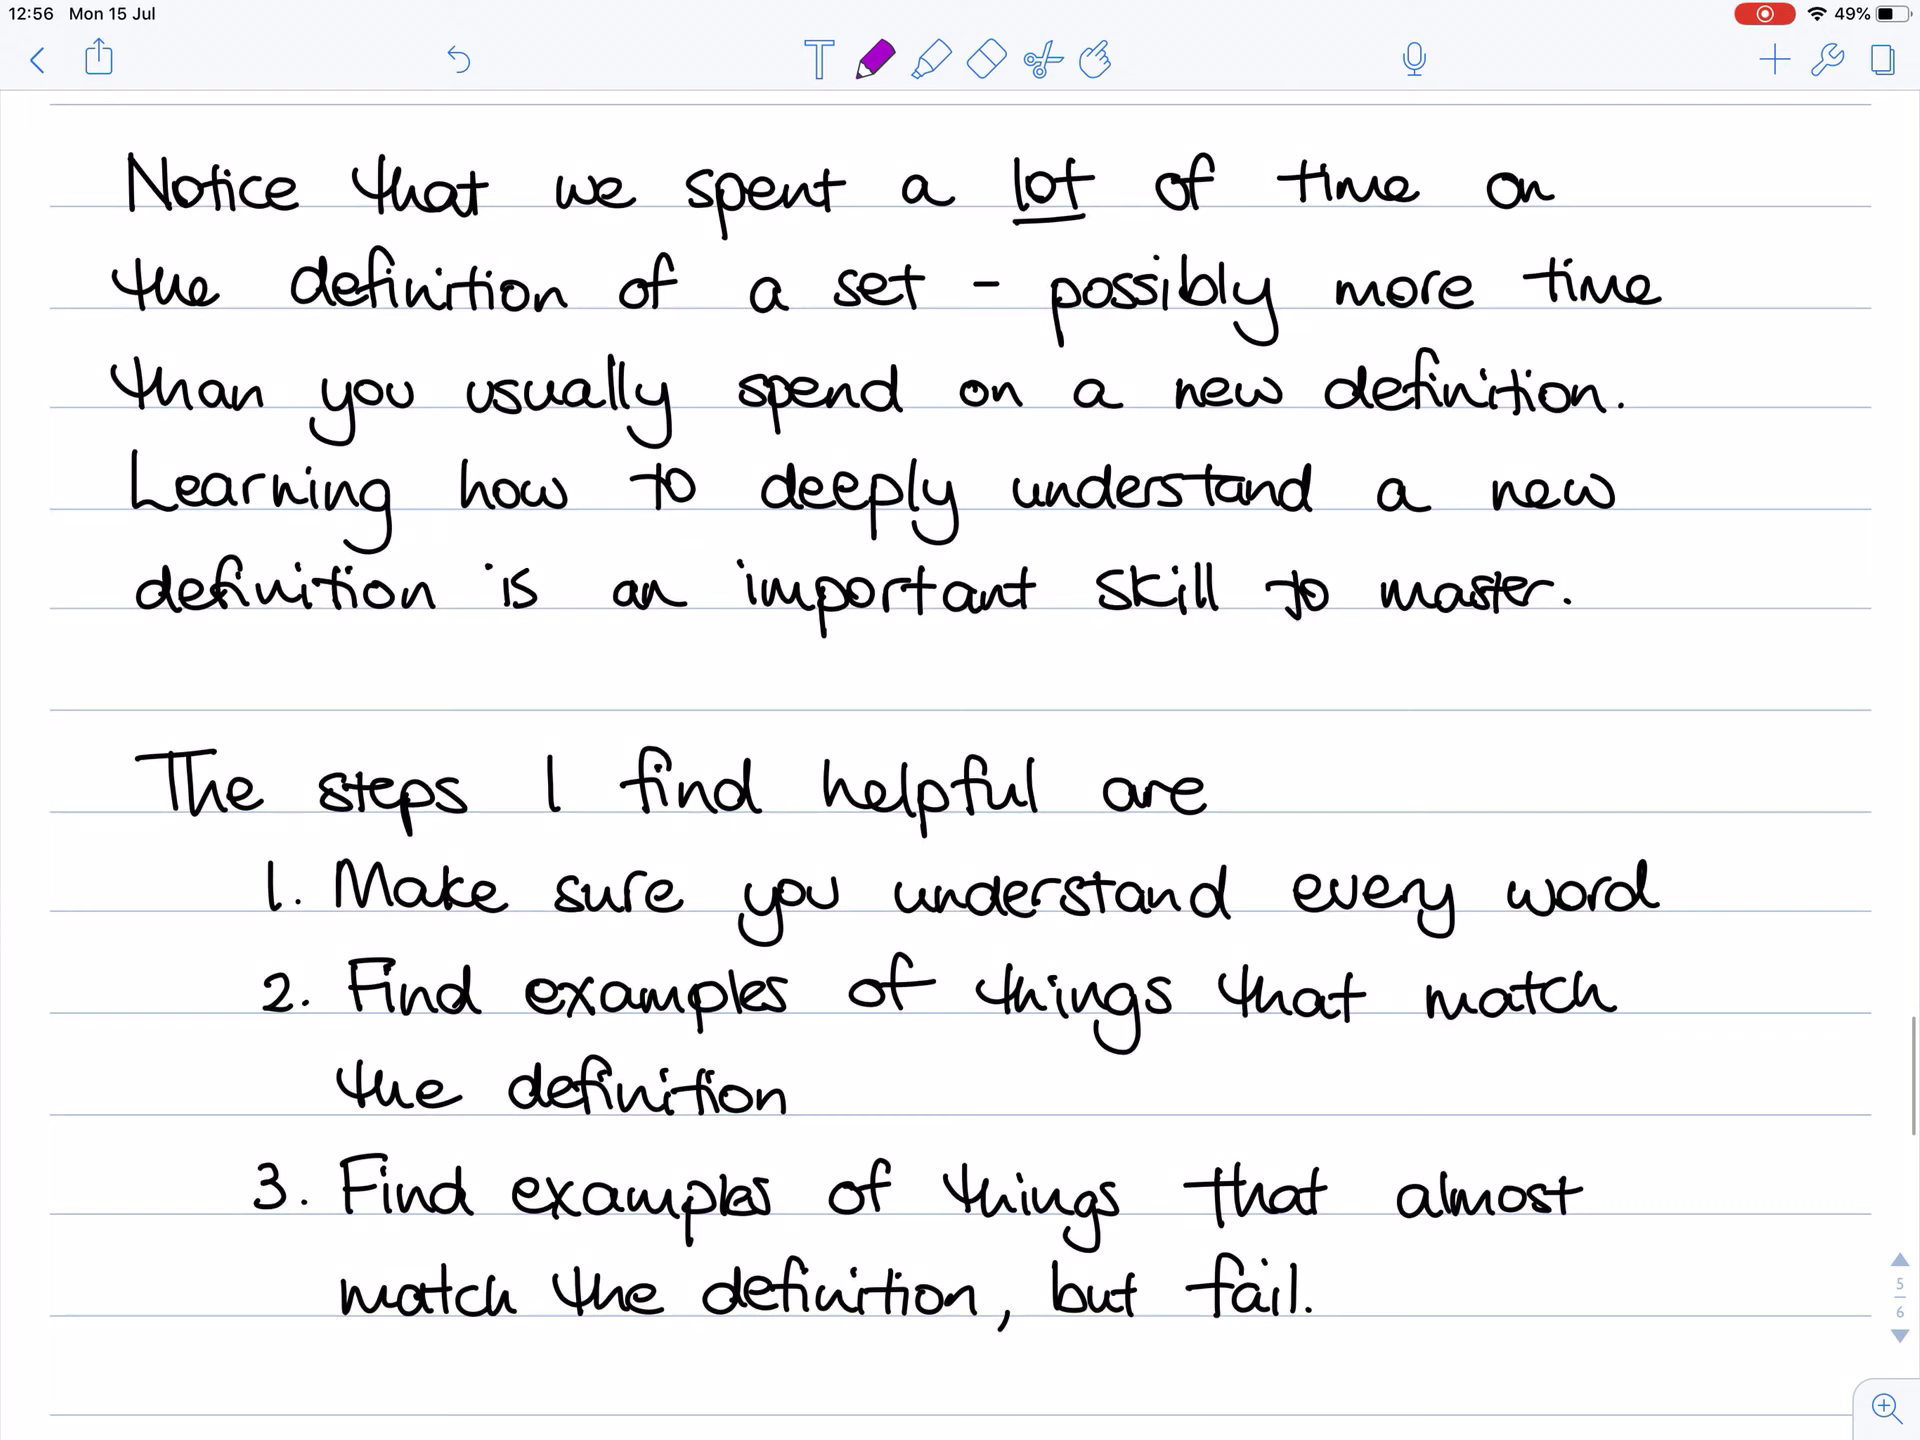 12:56 Mon 15 Jul 49%
T
Notice that we spent a lot of time on
the definition of a set - possibly more time
than you usually spend on a new definition.
Learning how to deeply understand a new
definition is an important skill to master.
The steps I find helpful are
1. Make sure you understand every word
2. Find examples of things that match
the definition
3. Find examples of things that almost
match the definition, but fail.
5
6